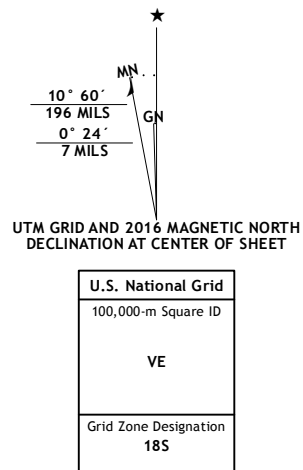 MN
GN
10° 60´
196 MILS
0° 24´
7 MILS
UTM GRID AND 2016 MAGNETIC NORTH
DECLINATION AT CENTER OF SHEET
U.S. National Grid
100,000-m Square ID
VE
Grid Zone Designation
18S